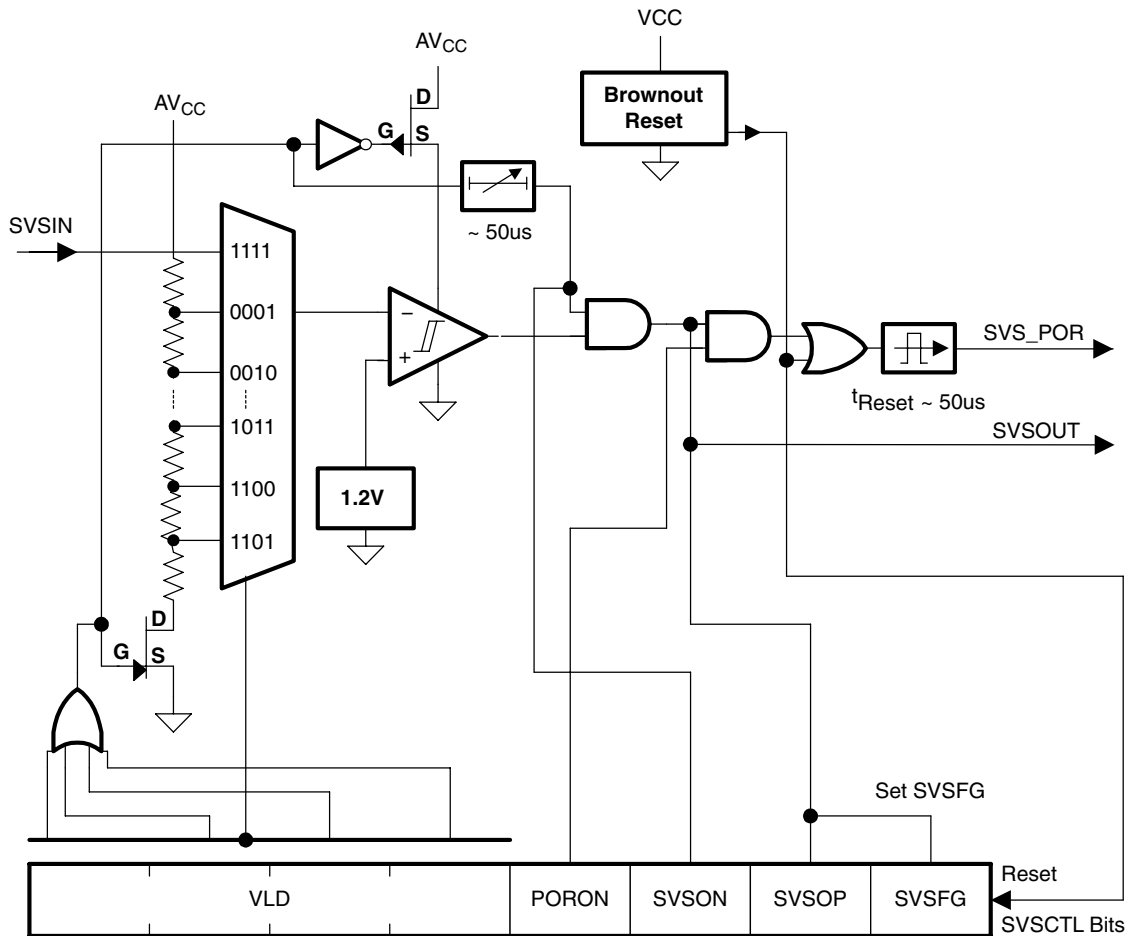 VCC
AVCC
Brownout
Reset
D
AVCC
G S
SVSIN
~ 50us
1111
0001
−
SVS_POR
0010
+
tReset ~ 50us
1011
SVSOUT
1100
1.2V
1101
D
G S
Set SVSFG
Reset
VLD PORON SVSON SVSOP SVSFG
SVSCTL Bits